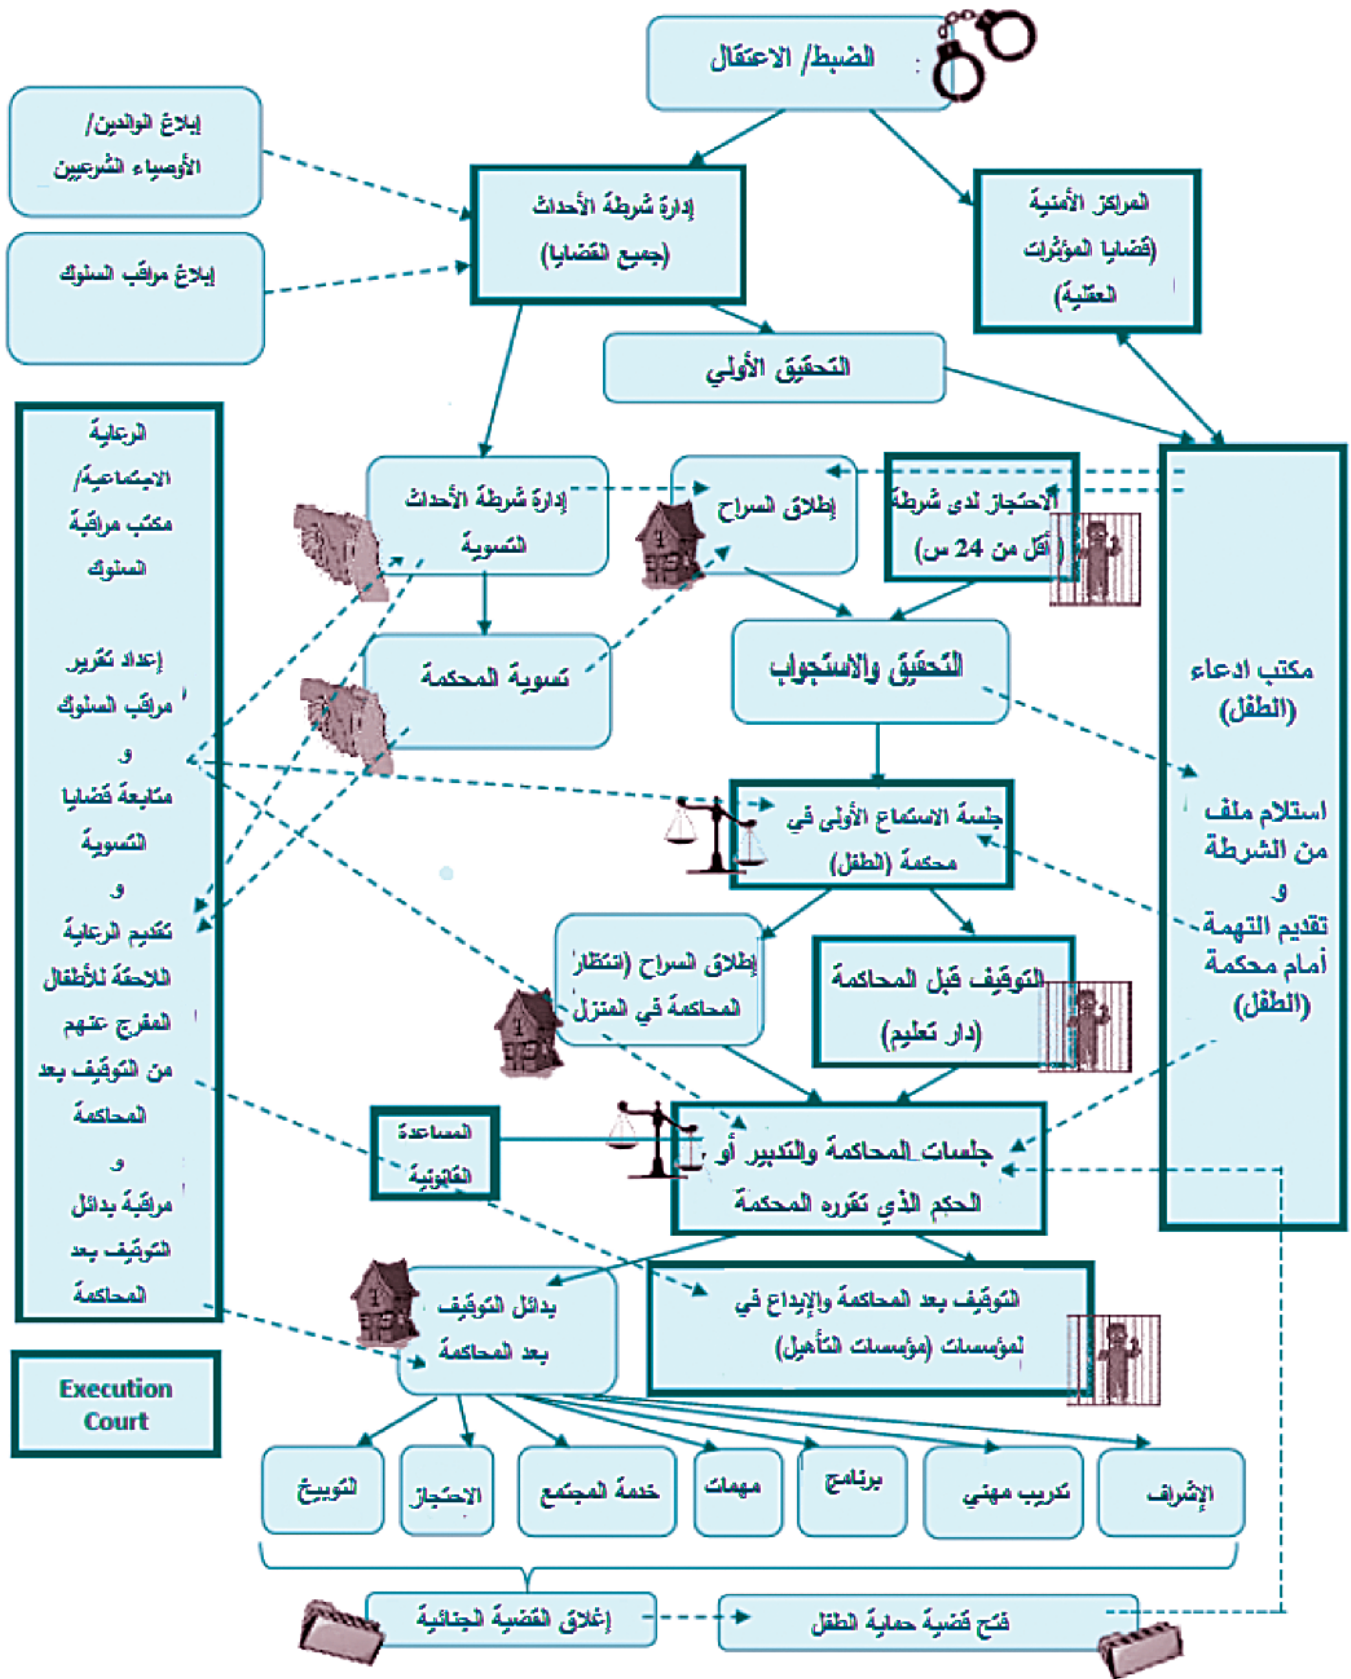 الضبط/ الاعتقال :
إبلاغ الوالدين/
الأوصياء الشرعيين
إدارة شرطة الأحداث
(جميع القضايا)
المراكز الأمنية
(قضايا المؤثرات
العقلية)
إبلاغ مراقب السلوك
التحقيق الأولي
الرعاية
الاجتماعية/
مكتب مراقبة
السلوك
إعداد تقرير
مراقب السلوك
و
متابعة قضايا
التسوية
و
تقديم الرعاية
اللاحقة للأطفال
المفرج عنهم
من التوقيف بعد
المحاكمة
و
مراقبة بدائل
التوقيف بعد
المحاكمة
إدارة شرطة الأحداث
التسوية
إطلاق السراح
الاحتجاز لدى شرطة
(أقل من 24 س)
تسوية المحكمة
التحقيق والاستجواب
مكتب ادعاء
(الطفل)
استلام ملف
من الشرطة
و
تقديم التهمة
أمام محكمة
(الطفل)
جلسة الاستماع الأولى في
محكمة (الطفل)
إطلاق السراح (انتظار
المحاكمة في المنزل
التوقيف قبل المحاكمة
(دار تعليم)
المساعدة
القانونية
جلسات المحاكمة والتدبير أو
الحكم الذي تقرره المحكمة
بدائل التوقيف
بعد المحاكمة
التوقيف بعد المحاكمة والإيداع في
لمؤسسات (مؤسسات التأهيل)
Execution
Court
الإشراف
تدريب مهني
برنامج
مهمات
خدمة المجتمع
الاحتجاز
التوبيخ
إغلاق القضية الجنائية
فتح قضية حماية الطفل